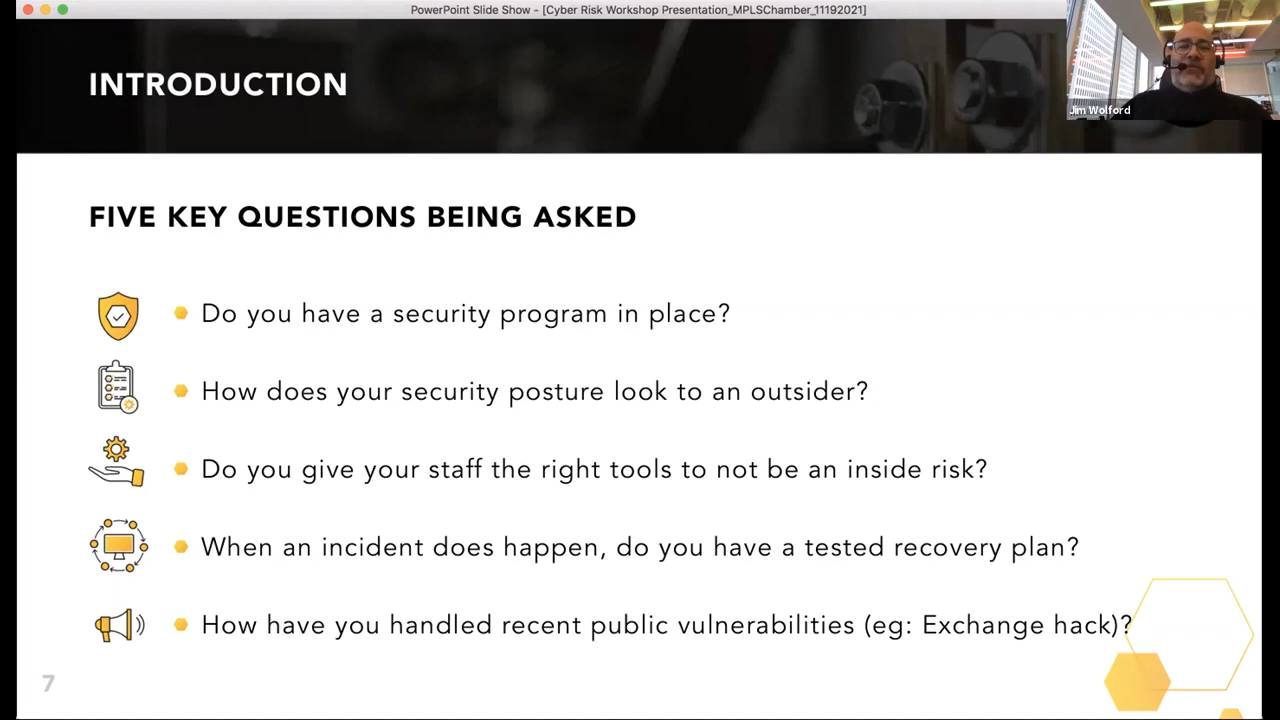 PowerPoint Slide Show - [Cyber Risk Workshop Presentation_MPLSChamber_11192021]
INTRODUCTION
Jim Wolford
FIVE KEY QUESTIONS BEING ASKED
Do you have a security program in place?
How does your security posture look to an outsider?
Do you give your staff the right tools to not be an inside risk?
When an incident does happen, do you have a tested recovery plan?
How have you handled recent public vulnerabilities (eg: Exchange hack)?
7